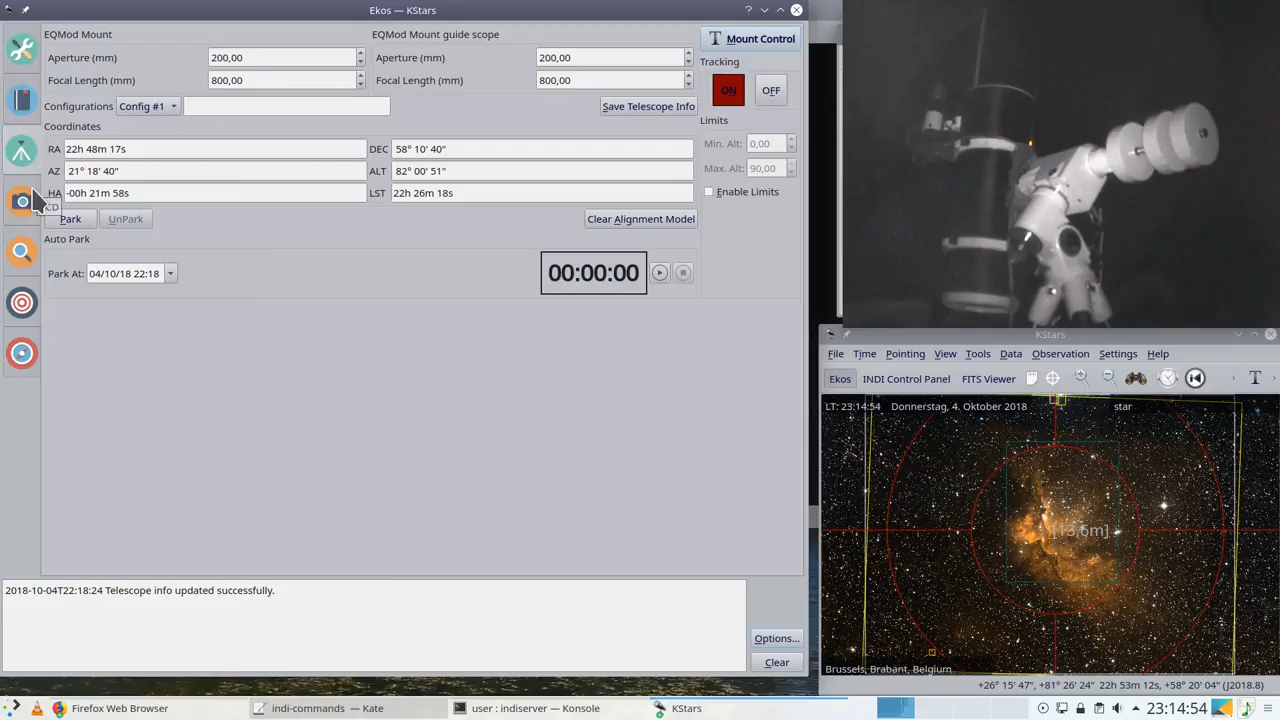 Ekos — KStars
?
EQMod Mount
EQMod Mount guide scope
Aperture (mm) 200,00
Aperture (mm) 200,00
Focal Length (mm) 800,00
Focal Length (mm) 800,00
Configurations Config #1
Save Telescope Info
Coordinates
RA 22h 48m 17s
DEC 58° 10' 40"
AZ 21° 18' 40"
ALT 82° 00' 51"
HA -00h 21m 58s
LST 22h 26m 18s
CD
Park
UnPark
Clear Alignment Model
Auto Park
Park At: 04/10/18 22:18
00:00:00
Mount Control
Tracking
ON
OFF
Limits
Min. Alt: 0,00
Max. Alt: 90,00
Enable Limits
2018-10-04T22:18:24 Telescope info updated successfully.
Options...
Clear
KStars
File Time Pointing View Tools Data Observation Settings Help
Ekos INDI Control Panel FITS Viewer
LT: 23:14:54 Donnerstag, 4. Oktober 2018
star
[13,6m]
Brussels, Brabant, Belgium
+26° 15' 47", +81° 26' 24" 22h 53m 12s, +58° 20' 04" (J2018.8)
Firefox Web Browser
indi-commands — Kate
user : indiserver — Konsole
KStars
23:14:54